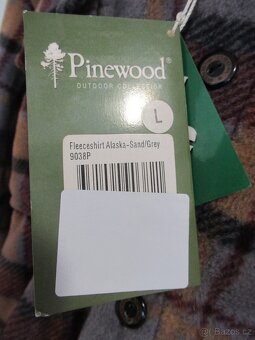 Pinewood®
OUTDOOR COLLECTION
L
Fleeceshirt Alaska-Sand/Grey
9038P
Bazos.cz